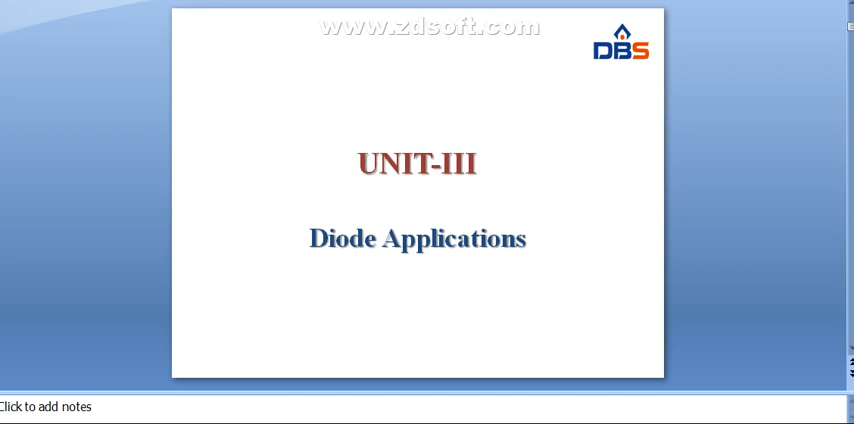 www.zdsoft.com
DBS
UNIT-III
Diode Applications
Click to add notes